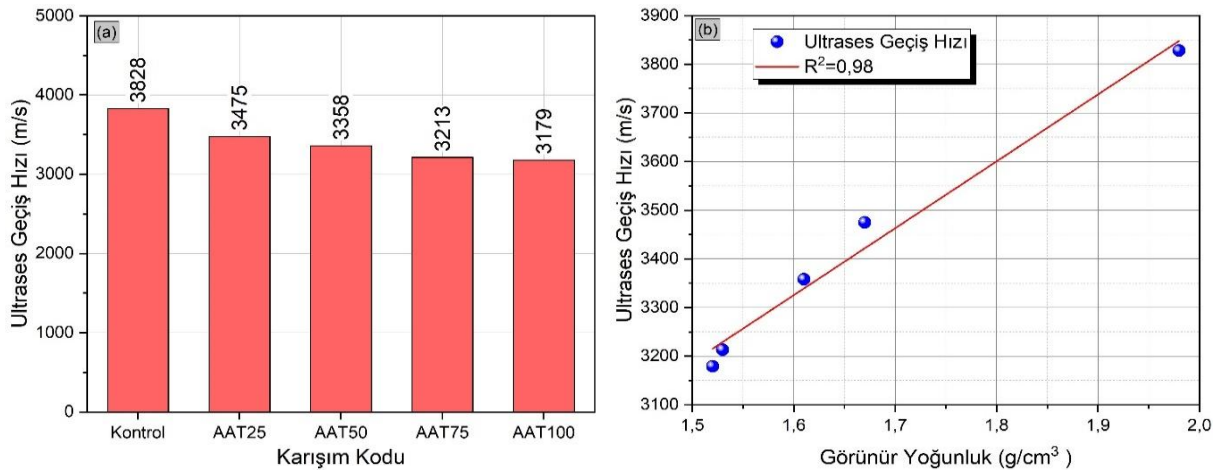 (a)
5000
4000
3000
2000
1000
0
Ultrases Geçiş Hızı (m/s)
3828
3475
3358
3213
3179
Kontrol AAT25 AAT50 AAT75 AAT100
Karışım Kodu
(b)
Ultrases Geçiş Hızı
R²=0,98
3900
3800
3700
3600
3500
3400
3300
3200
3100
Ultrases Geçiş Hızı (m/s)
1,5 1,6 1,7 1,8 1,9 2,0
Görünür Yoğunluk (g/cm³ )